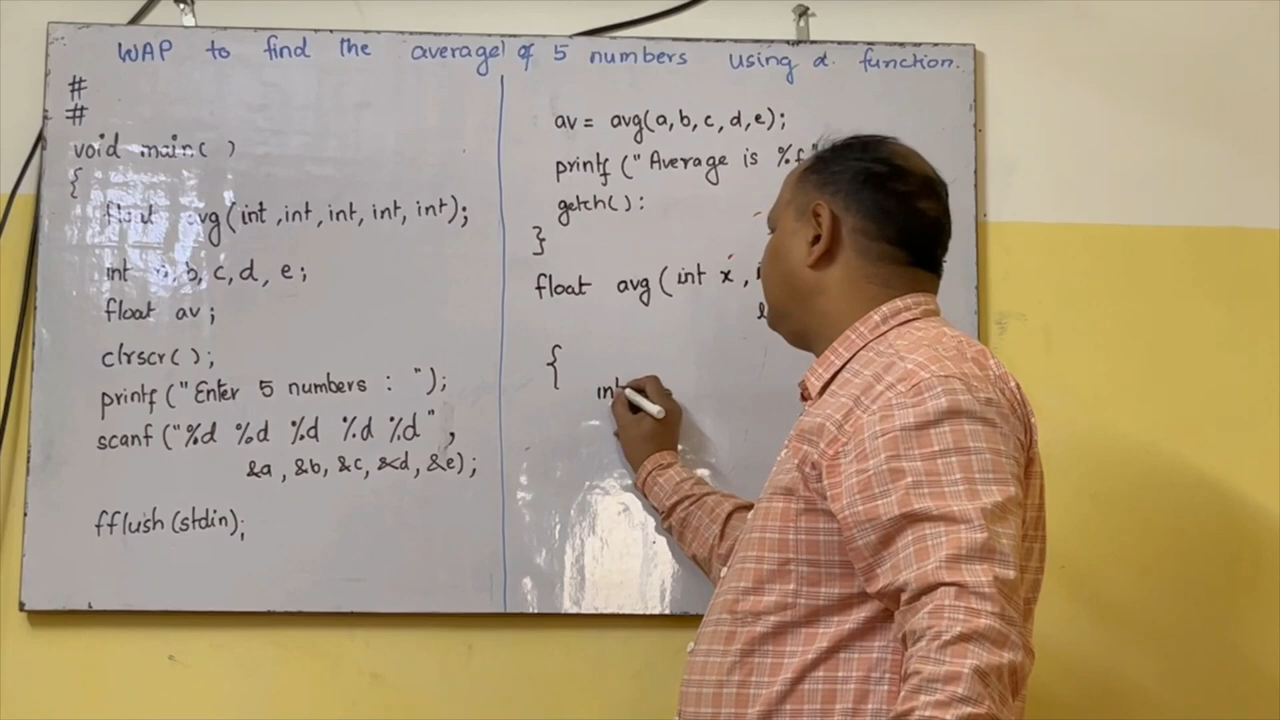 WAP to find the average of 5 numbers using a function.
#
#
void main( )
{
float avg(int ,int, int, int, int);
int a, b, c, d, e;
float av;
clrscr( );
printf ("Enter 5 numbers : ");
scanf ("%d %d %d %d %d",
&a, &b, &c, &d, &e);
fflush (stdin);
av = avg(a, b, c, d, e);
printf ("Average is %f"
getch( ):
}
float avg (int x,
{
int